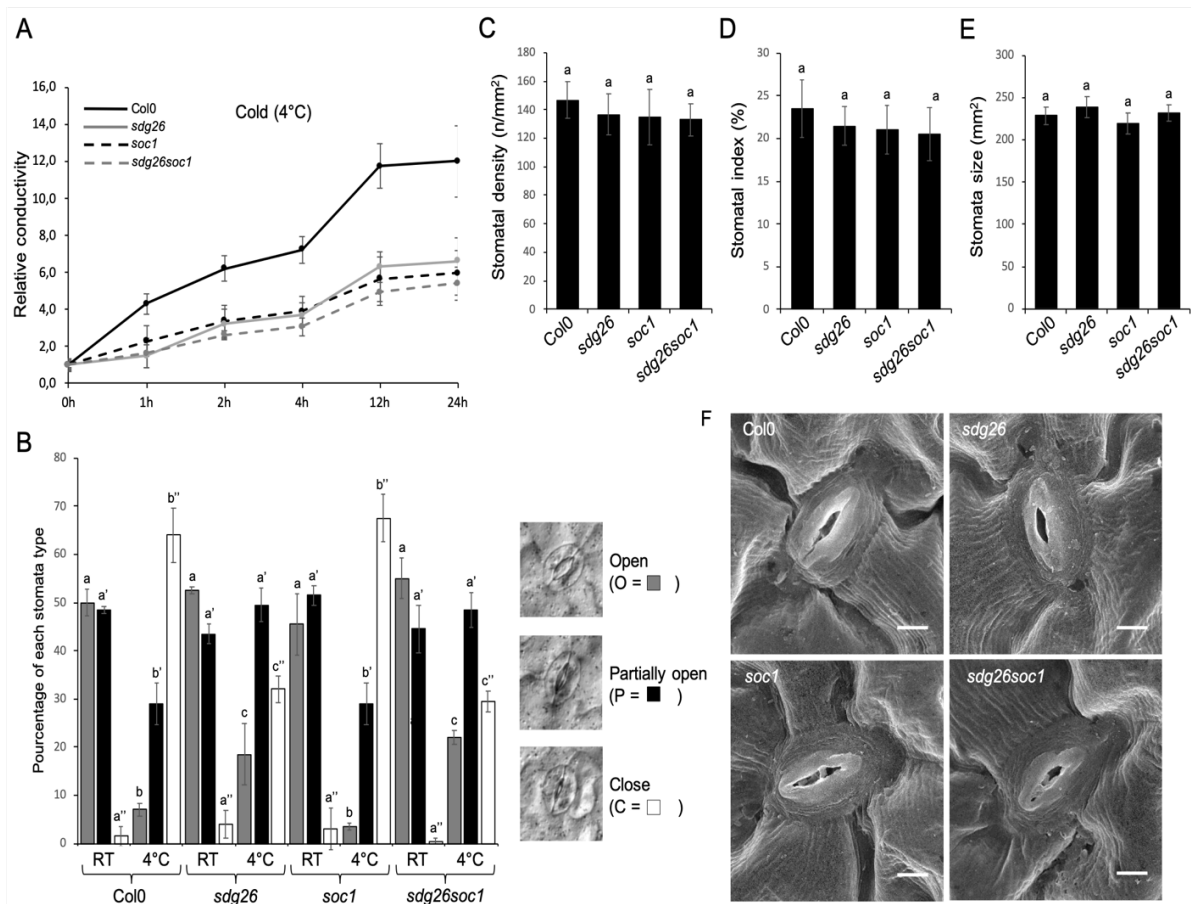 A
16,0
14,0
12,0
10,0
8,0
6,0
4,0
2,0
0,0
Relative conductivity
Cold (4°C)
Col0
sdg26
soc1
sdg26soc1
0h 1h 2h 4h 12h 24h
C
180
160
140
120
100
80
60
40
20
0
Stomatal density (n/mm²)
a a a a
Col0 sdg26 soc1 sdg26soc1
D
30
25
20
15
10
5
0
Stomatal index (%)
a a a a
Col0 sdg26 soc1 sdg26soc1
E
300
250
200
150
100
50
0
Stomata size (mm²)
a a a a
Col0 sdg26 soc1 sdg26soc1
B
80
70
60
50
40
30
20
10
0
Pourcentage of each stomata type
a a' a'' b b' b'' a a' a'' c a' c'' a a' a'' b b' b'' a a' a'' c a' c''
RT 4°C RT 4°C RT 4°C RT 4°C
Col0 sdg26 soc1 sdg26soc1
Open
(O = )
Partially open
(P = )
Close
(C = )
F
Col0
sdg26
soc1
sdg26soc1